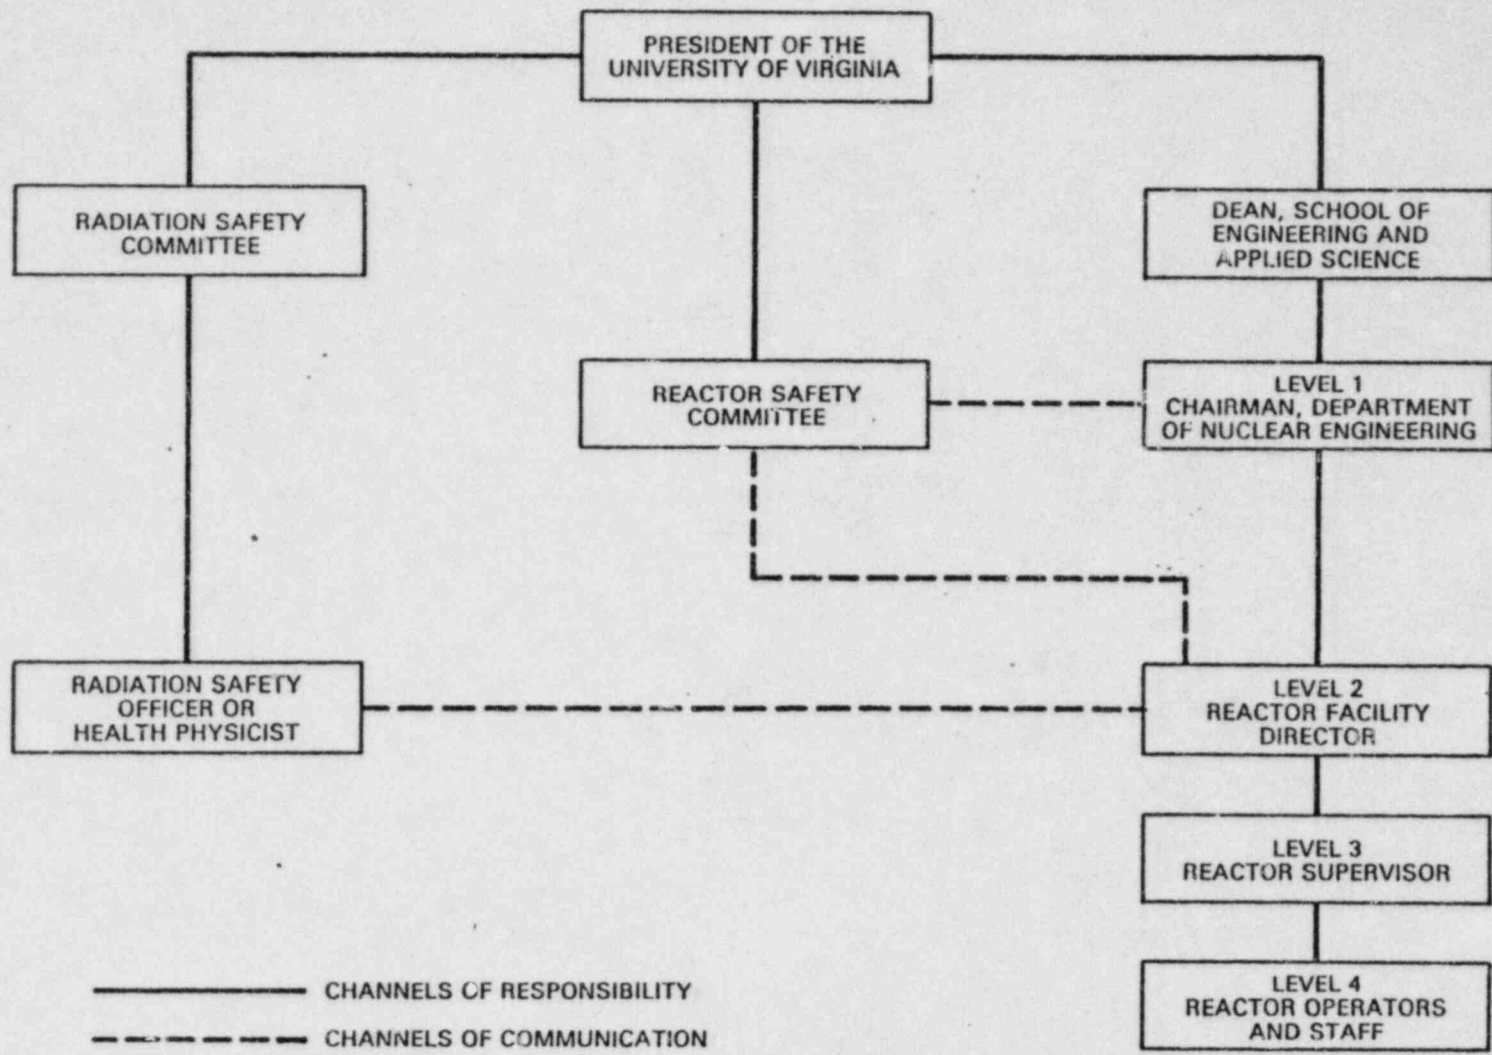 PRESIDENT OF THE
UNIVERSITY OF VIRGINIA
RADIATION SAFETY
COMMITTEE
DEAN, SCHOOL OF
ENGINEERING AND
APPLIED SCIENCE
REACTOR SAFETY
COMMITTEE
LEVEL 1
CHAIRMAN, DEPARTMENT
OF NUCLEAR ENGINEERING
RADIATION SAFETY
OFFICER OR
HEALTH PHYSICIST
LEVEL 2
REACTOR FACILITY
DIRECTOR
LEVEL 3
REACTOR SUPERVISOR
LEVEL 4
REACTOR OPERATORS
AND STAFF
CHANNELS OF RESPONSIBILITY
CHANNELS OF COMMUNICATION